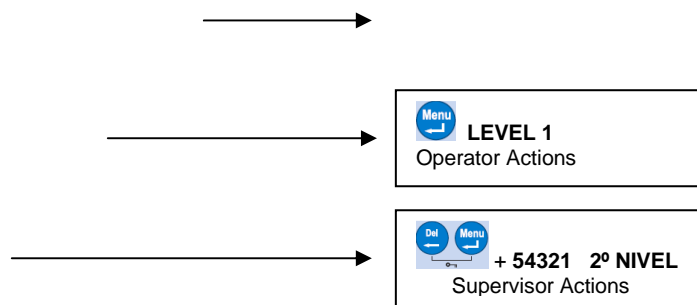 Menu
LEVEL 1
Operator Actions
Del Menu
+ 54321 2º NIVEL
Supervisor Actions